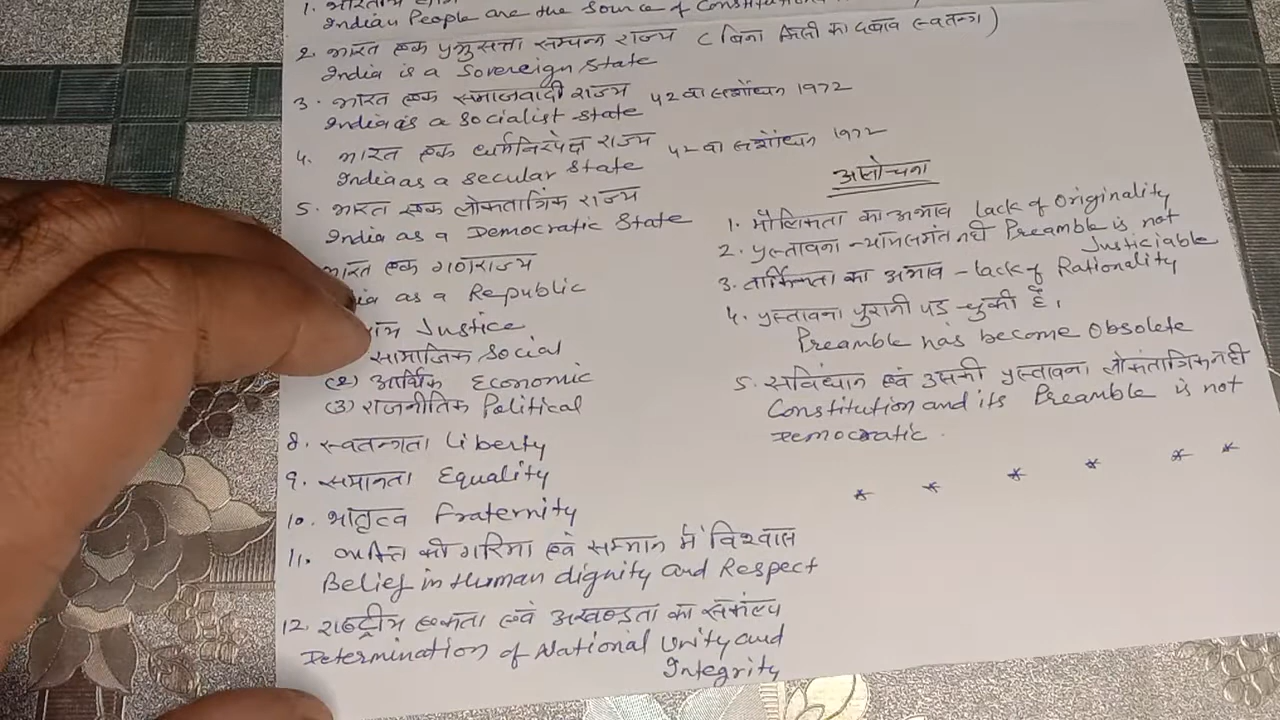 Indian People are the Source of
2. भारत एक प्रभुसत्ता सम्पन्न राज्य ( बिना किसी का दबाव स्वतन्त्र )
India is a Sovereign State
3. भारत एक समाजवादी राज्य 42वा संशोधन 1972
India is a Socialist State
4. भारत एक धर्मनिरपेक्ष राज्य 42वा संशोधन 1972
India as a Secular State
5. भारत एक लोकतांत्रिक राज्य
India as a Democratic State
भारत एक गणराज्य
as a Republic
Justice
सामाजिक Social
(2) आर्थिक Economic
(3) राजनीतिक Political
8. स्वतन्त्रता Liberty
9. समानता Equality
10. भ्रातृत्व Fraternity
11. व्यक्ति की गरिमा एवं सम्मान में विश्वास
Belief in Human dignity and Respect
12. राष्ट्रीय एकता एवं अखण्डता का संकल्प
Determination of National Unity and
Integrity
अलोचना
1. मौलिकता का अभाव lack of Originality
2. प्रस्तावना न्यायसंगत नही Preamble is not
Justiciable
3. तार्किकता का अभाव - lack of Rationality
4. प्रस्तावना पुरानी पड़ चुकी है।
Preamble has become Obsolete
5. संविधान एवं उसकी प्रस्तावना लोकतांत्रिक नही
Constitution and its Preamble is not
Democratic.
* * * * *